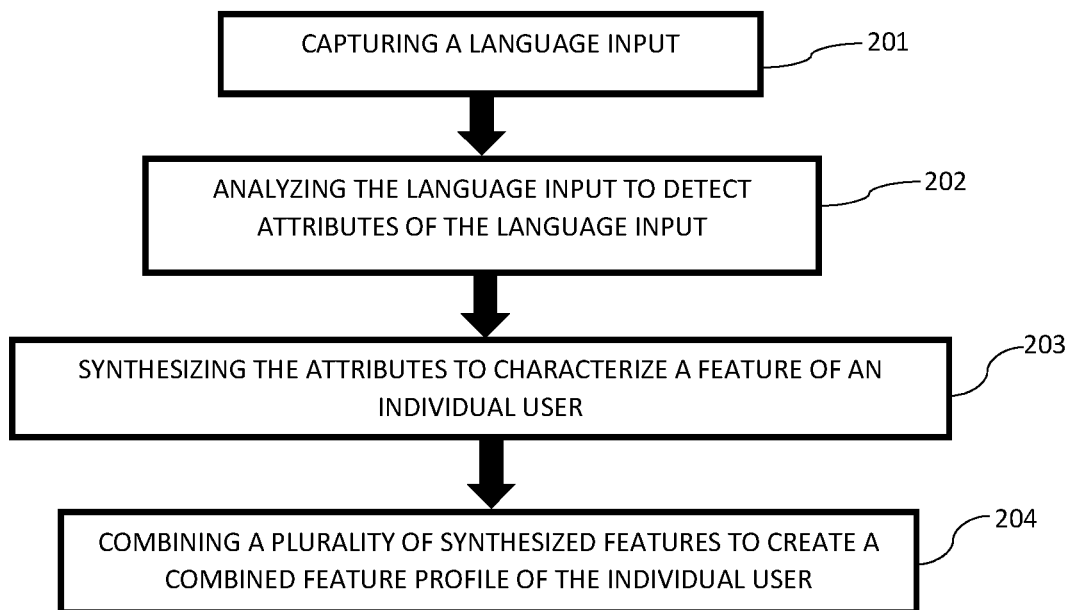 CAPTURING A LANGUAGE INPUT
201
ANALYZING THE LANGUAGE INPUT TO DETECT
ATTRIBUTES OF THE LANGUAGE INPUT
202
SYNTHESIZING THE ATTRIBUTES TO CHARACTERIZE A FEATURE OF AN
INDIVIDUAL USER
203
COMBINING A PLURALITY OF SYNTHESIZED FEATURES TO CREATE A
COMBINED FEATURE PROFILE OF THE INDIVIDUAL USER
204